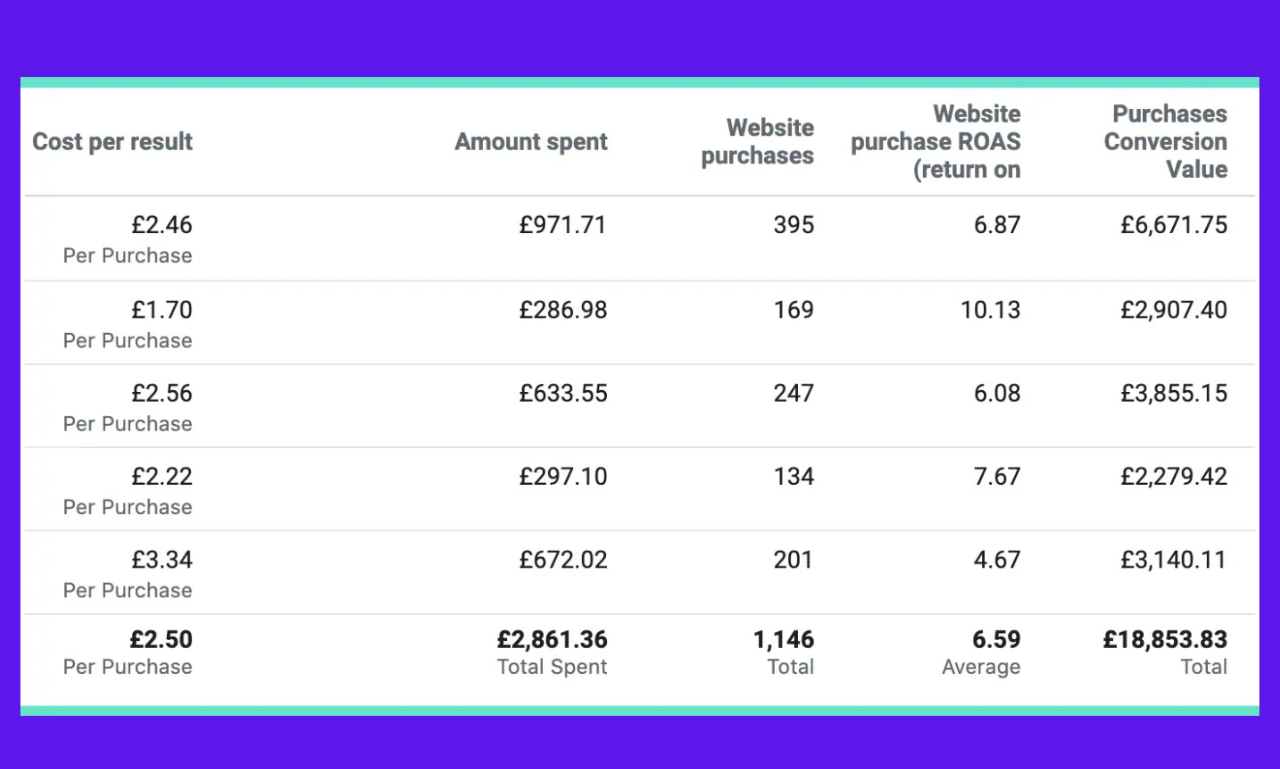 Cost per result Amount spent Website purchases Website purchase ROAS (return on Purchases Conversion Value
£2.46 £971.71 395 6.87 £6,671.75
Per Purchase
£1.70 £286.98 169 10.13 £2,907.40
Per Purchase
£2.56 £633.55 247 6.08 £3,855.15
Per Purchase
£2.22 £297.10 134 7.67 £2,279.42
Per Purchase
£3.34 £672.02 201 4.67 £3,140.11
Per Purchase
£2.50 £2,861.36 1,146 6.59 £18,853.83
Per Purchase Total Spent Total Average Total